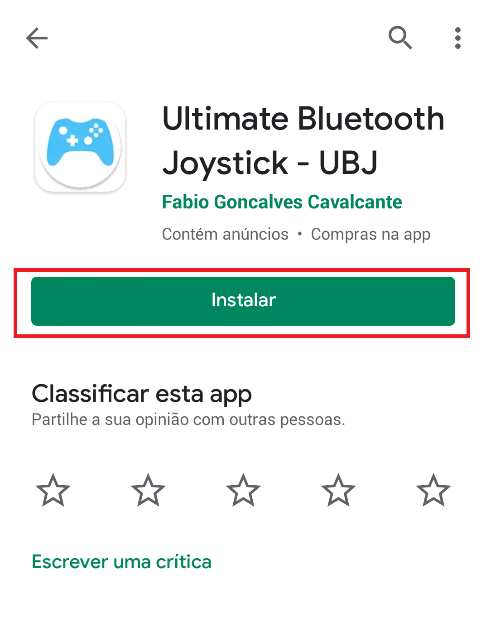 Ultimate Bluetooth
Joystick - UBJ
Fabio Goncalves Cavalcante
Contém anúncios • Compras na app
Instalar
Classificar esta app
Partilhe a sua opinião com outras pessoas.
Escrever uma crítica